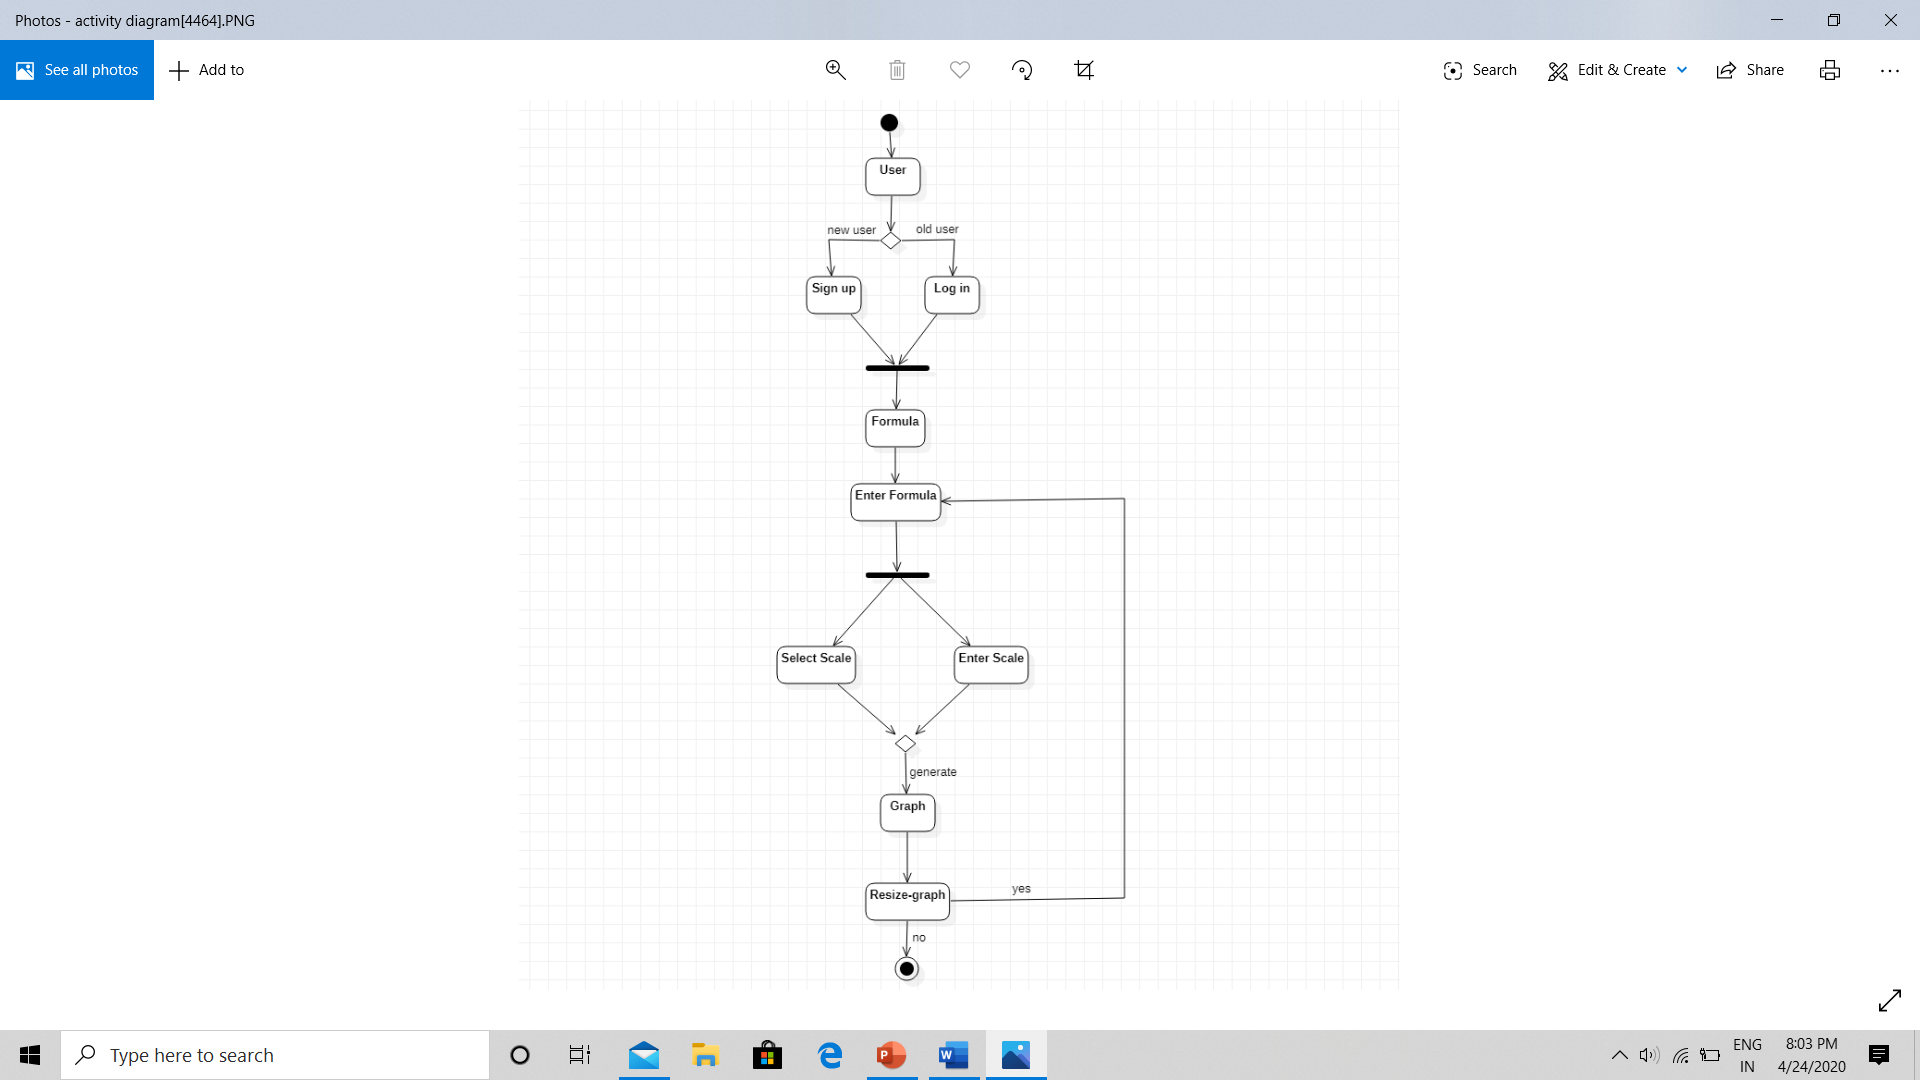 Photos - activity diagram[4464].PNG
See all photos
Add to
Search
Edit & Create
Share
User
new user
old user
Sign up
Log in
Formula
Enter Formula
Select Scale
Enter Scale
generate
Graph
Resize-graph
yes
no
Type here to search
ENG
IN
8:03 PM
4/24/2020